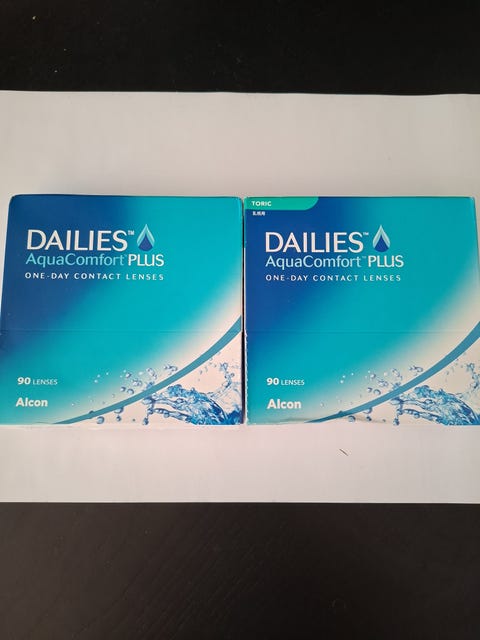 DAILIES™
AquaComfort® PLUS
ONE-DAY CONTACT LENSES
90 LENSES
Alcon
TORIC
DAILIES™
AquaComfort™ PLUS
ONE-DAY CONTACT LENSES
90 LENSES
Alcon